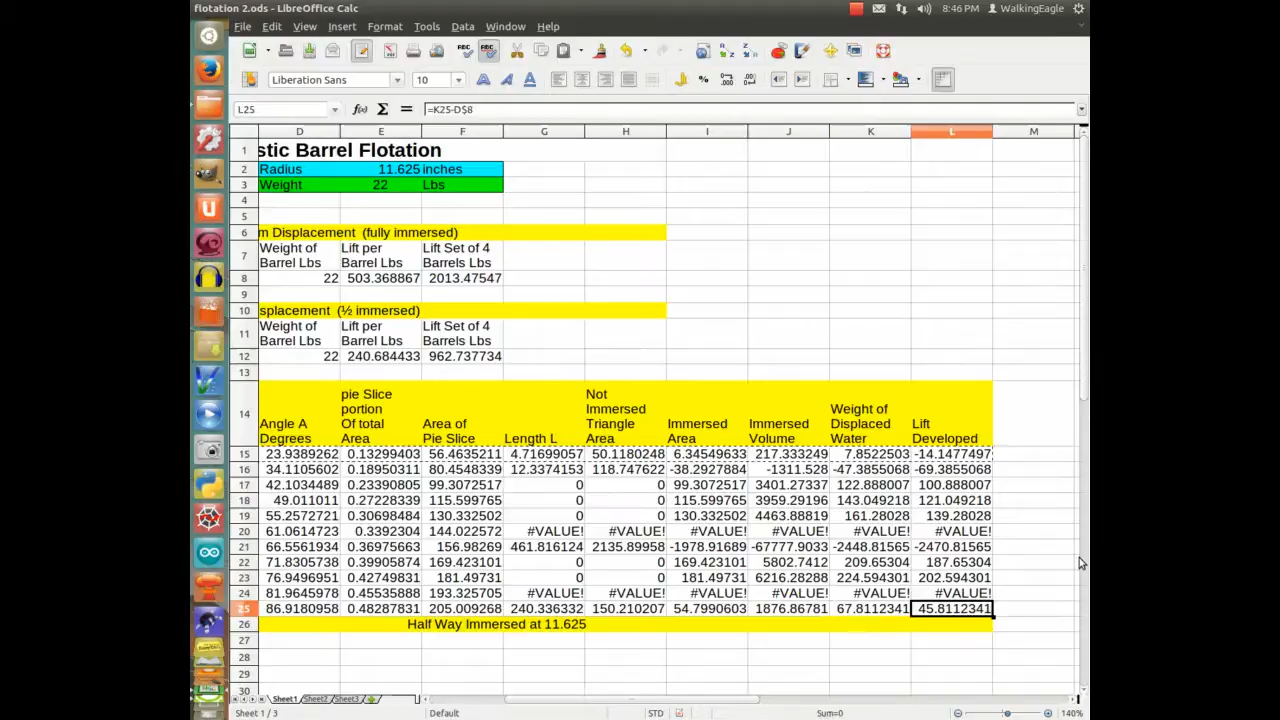 flotation 2.ods - LibreOffice Calc
8:46 PM
WalkingEagle
File Edit View Insert Format Tools Data Window Help
Liberation Sans
10
L25
=K25-D$8
D E F G H I J K L M
1 stic Barrel Flotation
2 Radius 11.625 inches
3 Weight 22 Lbs
4
5
6 m Displacement (fully immersed)
7 Weight of Barrel Lbs Lift per Barrel Lbs Lift Set of 4 Barrels Lbs
8 22 503.368867 2013.47547
9
10 splacement (½ immersed)
11 Weight of Barrel Lbs Lift per Barrel Lbs Lift Set of 4 Barrels Lbs
12 22 240.684433 962.737734
13
14 Angle A Degrees pie Slice portion Of total Area Area of Pie Slice Length L Not Immersed Triangle Area Immersed Area Immersed Volume Weight of Displaced Water Lift Developed
15 23.9389262 0.13299403 56.4635211 4.71699057 50.1180248 6.34549633 217.333249 7.8522503 -14.1477497
16 34.1105602 0.18950311 80.4548339 12.3374153 118.747622 -38.2927884 -1311.528 -47.3855068 -69.3855068
17 42.1034489 0.23390805 99.3072451 0 0 99.3072451 3401.27337 122.888007 100.888007
18 49.011011 0.27228339 115.599765 0 0 115.599765 3959.29196 143.049218 121.049218
19 55.2572721 0.30698484 130.332502 0 0 130.332502 4463.88819 161.28028 139.28028
20 61.0614723 0.3392304 144.022572 #VALUE! #VALUE! #VALUE! #VALUE! #VALUE! #VALUE!
21 66.5561934 0.36975663 156.98269 461.816124 2135.89958 -1978.91689 -67777.9033 -2448.81565 -2470.81565
22 71.8305738 0.39905874 169.423101 0 0 169.423101 5802.7412 209.65304 187.65304
23 76.9496951 0.42749831 181.49731 0 0 181.49731 6216.28288 224.594301 202.594301
24 81.9645978 0.45535888 193.325705 #VALUE! #VALUE! #VALUE! #VALUE! #VALUE! #VALUE!
25 86.9180958 0.48287831 205.009268 240.336332 150.210207 54.7990603 1876.86781 67.8112341 45.8112341
26 Half Way Immersed at 11.625
27
28
29
30
Sheet1 Sheet2 Sheet3
Sheet 1 / 3 Default STD Sum=0 140%